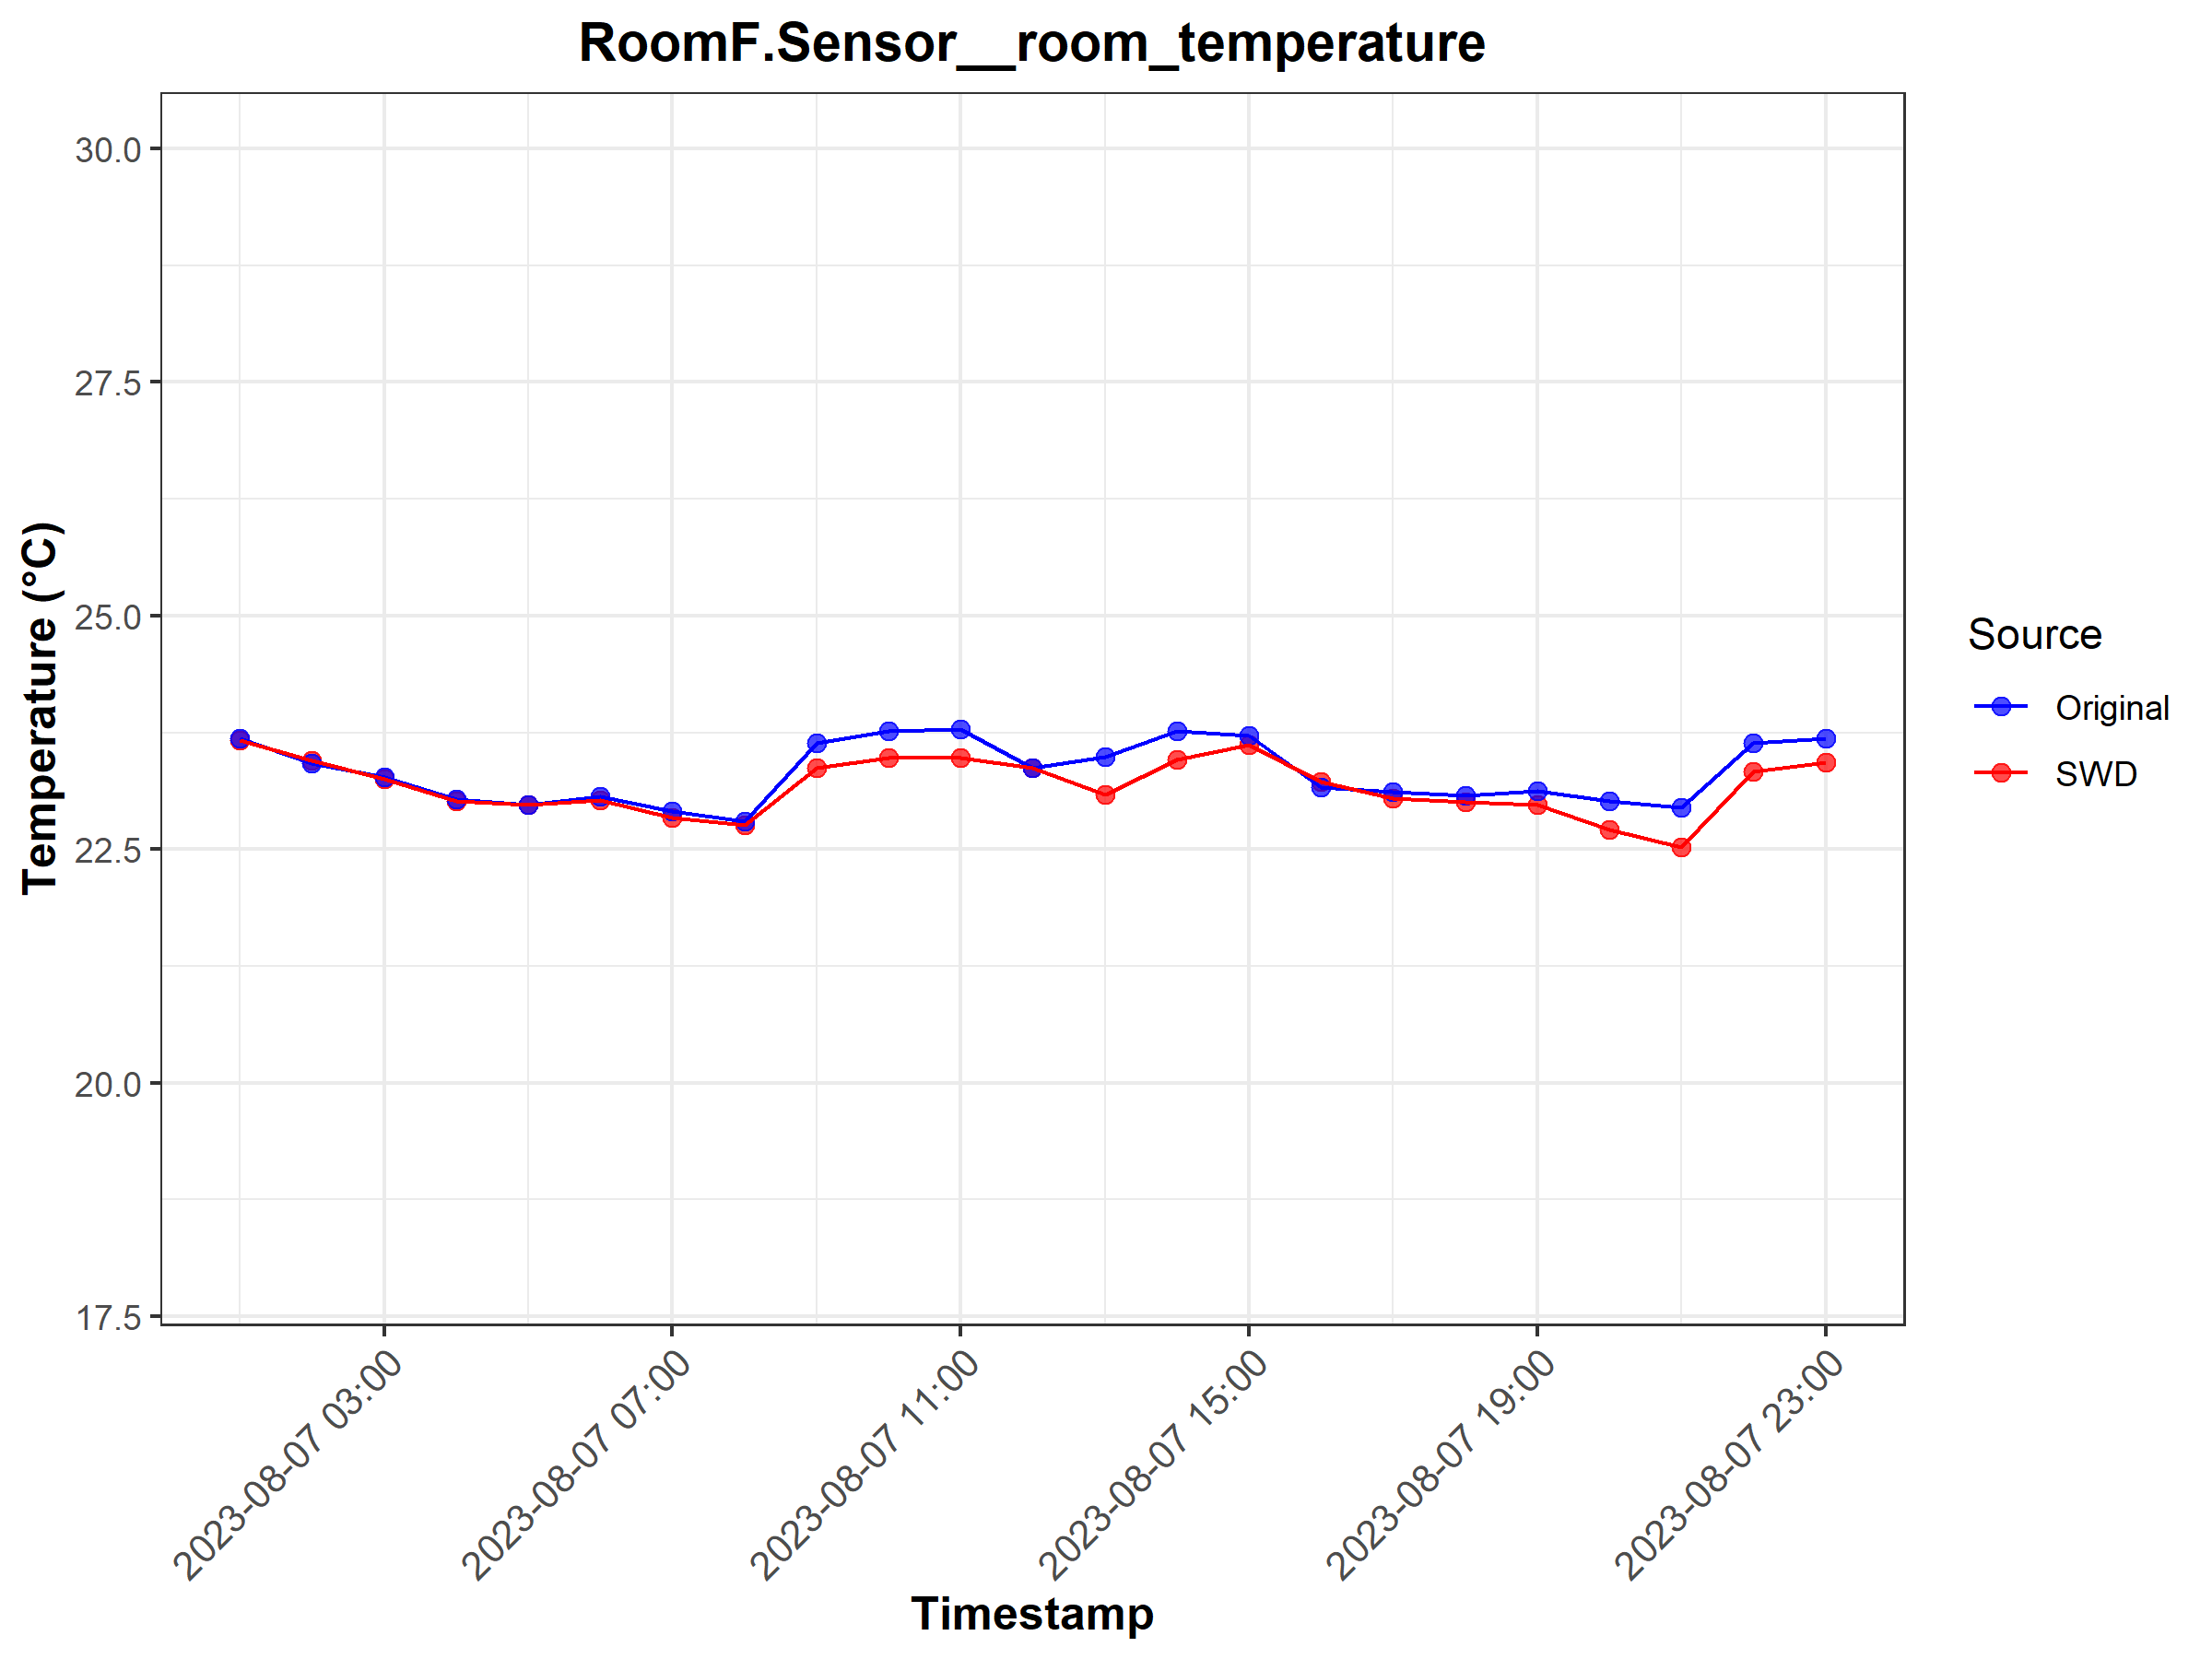 RoomF.Sensor__room_temperature
Temperature (°C)
30.0
27.5
25.0
22.5
20.0
17.5
2023-08-07 03:00
2023-08-07 07:00
2023-08-07 11:00
2023-08-07 15:00
2023-08-07 19:00
2023-08-07 23:00
Timestamp
Source
Original
SWD